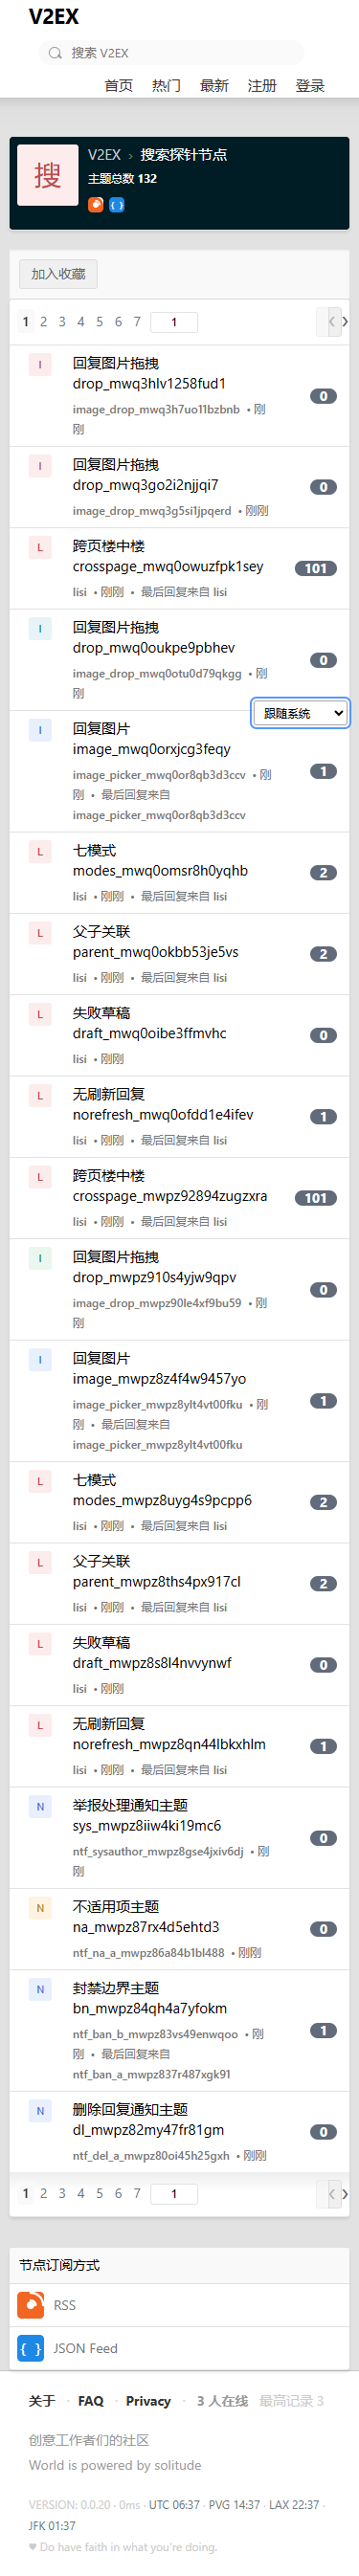 V2EX
搜索 V2EX
首页 热门 最新 注册 登录
搜
V2EX › 搜索探针节点
主题总数 132
加入收藏
1 2 3 4 5 6 7 1 ‹ ›
I
回复图片拖拽
drop_mwq3hlv1258fud1
0
image_drop_mwq3h7uo11bzbnb • 刚
刚
I
回复图片拖拽
drop_mwq3go2i2njjqi7
0
image_drop_mwq3g5si1jpqerd • 刚刚
L
跨页楼中楼
crosspage_mwq0owuzfpk1sey
101
lisi • 刚刚 • 最后回复来自 lisi
I
回复图片拖拽
drop_mwq0oukpe9pbhev
0
image_drop_mwq0otu0d79qkgg • 刚
刚
跟随系统
I
回复图片
image_mwq0orxjcg3feqy
1
image_picker_mwq0or8qb3d3ccv • 刚
刚 • 最后回复来自
image_picker_mwq0or8qb3d3ccv
L
七模式
modes_mwq0omsr8h0yqhb
2
lisi • 刚刚 • 最后回复来自 lisi
L
父子关联
parent_mwq0okbb53je5vs
2
lisi • 刚刚 • 最后回复来自 lisi
L
失败草稿
draft_mwq0oibe3ffmvhc
0
lisi • 刚刚
L
无刷新回复
norefresh_mwq0ofdd1e4ifev
1
lisi • 刚刚 • 最后回复来自 lisi
L
跨页楼中楼
crosspage_mwpz92894zugzxra
101
lisi • 刚刚 • 最后回复来自 lisi
I
回复图片拖拽
drop_mwpz910s4yjw9qpv
0
image_drop_mwpz90le4xf9bu59 • 刚
刚
I
回复图片
image_mwpz8z4f4w9457yo
1
image_picker_mwpz8ylt4vt00fku • 刚
刚 • 最后回复来自
image_picker_mwpz8ylt4vt00fku
L
七模式
modes_mwpz8uyg4s9pcpp6
2
lisi • 刚刚 • 最后回复来自 lisi
L
父子关联
parent_mwpz8ths4px917cl
2
lisi • 刚刚 • 最后回复来自 lisi
L
失败草稿
draft_mwpz8s8l4nvvynwf
0
lisi • 刚刚
L
无刷新回复
norefresh_mwpz8qn44lbkxhlm
1
lisi • 刚刚 • 最后回复来自 lisi
N
举报处理通知主题
sys_mwpz8iiw4ki19mc6
0
ntf_sysauthor_mwpz8gse4jxiv6dj • 刚
刚
N
不适用项主题
na_mwpz87rx4d5ehtd3
0
ntf_na_a_mwpz86a84b1bl488 • 刚刚
N
封禁边界主题
bn_mwpz84qh4a7yfokm
1
ntf_ban_b_mwpz83vs49enwqoo • 刚
刚 • 最后回复来自
ntf_ban_a_mwpz837r487xgk91
N
删除回复通知主题
dl_mwpz82my47fr81gm
0
ntf_del_a_mwpz80oi45h25gxh • 刚刚
1 2 3 4 5 6 7 1 ‹ ›
节点订阅方式
RSS
{ } JSON Feed
关于 · FAQ · Privacy · 3 人在线 最高记录 3
创意工作者们的社区
World is powered by solitude
VERSION: 0.0.20 · 0ms · UTC 06:37 · PVG 14:37 · LAX 22:37 ·
JFK 01:37
♥ Do have faith in what you're doing.